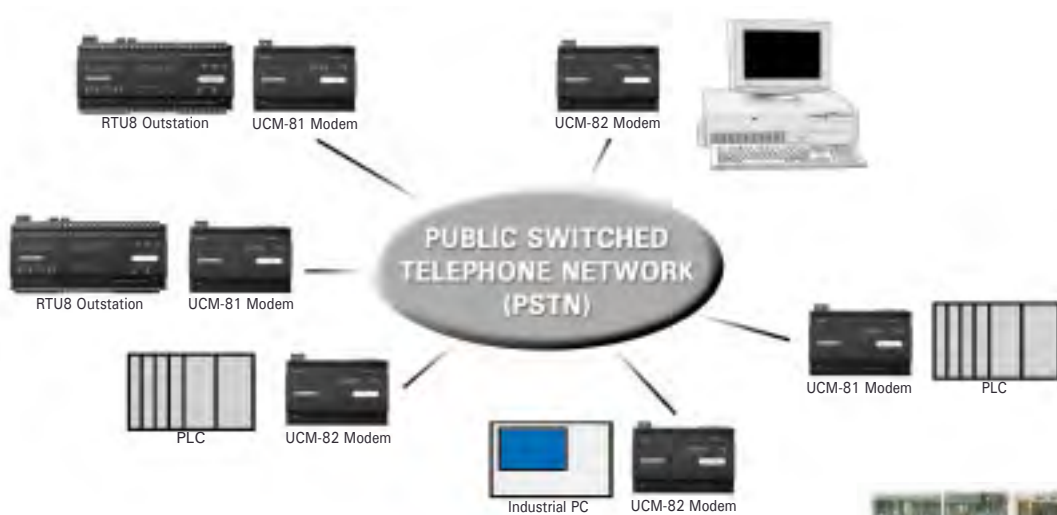 RTU8 Outstation
UCM-81 Modem
UCM-82 Modem
PUBLIC SWITCHED
TELEPHONE NETWORK
(PSTN)
RTU8 Outstation
UCM-81 Modem
UCM-81 Modem
PLC
PLC
UCM-82 Modem
Industrial PC
UCM-82 Modem